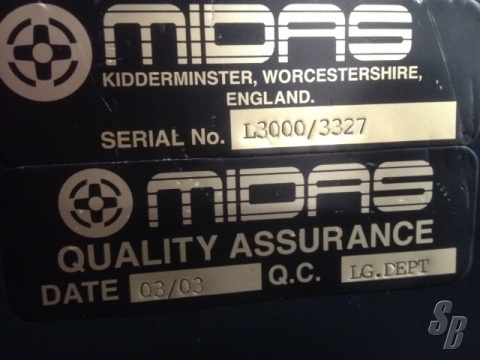 MIDAS
KIDDERMINSTER, WORCESTERSHIRE,
ENGLAND.
SERIAL No. L3000/3327
MIDAS
QUALITY ASSURANCE
DATE 03/03 Q.C. LG.DEPT
SB